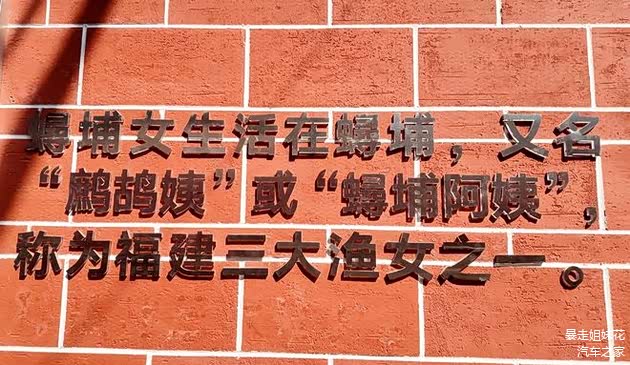 蟳埔女生活在蟳埔，又名
“鹧鸪姨”或“蟳埔阿姨”，
称为福建三大渔女之一。
暴走姐妹花
汽车之家